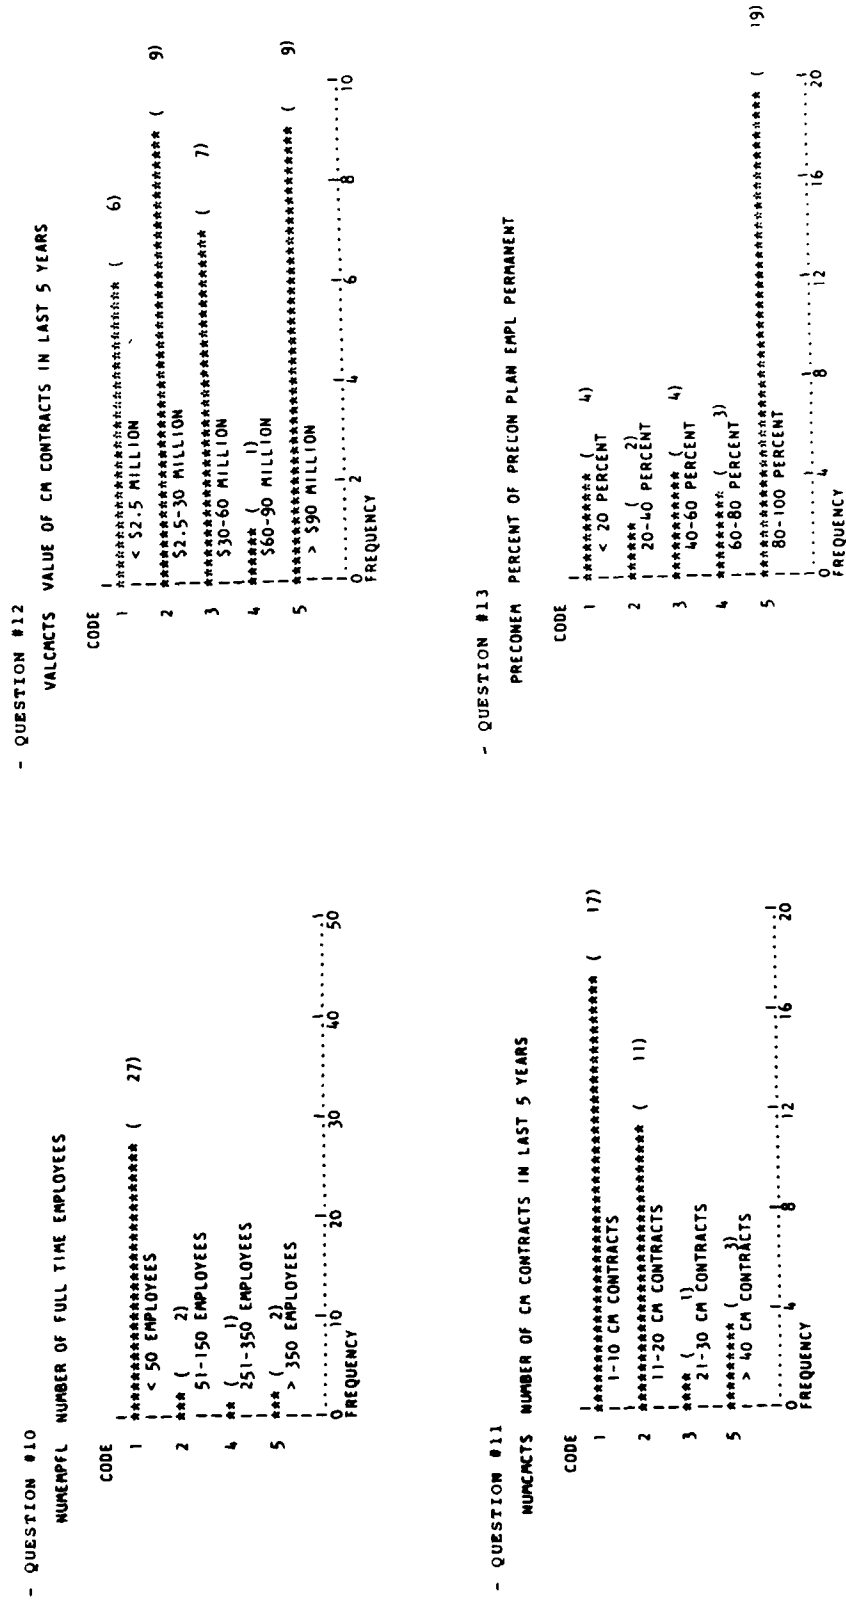 - QUESTION #10
NUMEMPFL NUMBER OF FULL TIME EMPLOYEES
CODE
1 ***************************** ( 27)
< 50 EMPLOYEES
2 *** ( 2)
51-150 EMPLOYEES
4 ** ( 1)
251-350 EMPLOYEES
5 *** ( 2)
> 350 EMPLOYEES
0 10 20 30 40 50
FREQUENCY
- QUESTION #11
NUMCMCTS NUMBER OF CM CONTRACTS IN LAST 5 YEARS
CODE
1 ******************************************** ( 17)
1-10 CM CONTRACTS
2 ***************************** ( 11)
11-20 CM CONTRACTS
3 **** ( 1)
21-30 CM CONTRACTS
5 ********* ( 3)
> 40 CM CONTRACTS
0 4 8 12 16 20
FREQUENCY
- QUESTION #12
VALCMCTS VALUE OF CM CONTRACTS IN LAST 5 YEARS
CODE
1 ******************************* ( 6)
< $2.5 MILLION
2 ********************************************** ( 9)
$2.5-30 MILLION
3 ************************************ ( 7)
$30-60 MILLION
4 ****** ( 1)
$60-90 MILLION
5 ********************************************** ( 9)
> $90 MILLION
0 2 4 6 8 10
FREQUENCY
- QUESTION #13
PRECONEM PERCENT OF PRECON PLAN EMPL PERMANENT
CODE
1 *********** ( 4)
< 20 PERCENT
2 ****** ( 2)
20-40 PERCENT
3 *********** ( 4)
40-60 PERCENT
4 ********* ( 3)
60-80 PERCENT
5 ************************************************* ( 19)
80-100 PERCENT
0 4 8 12 16 20
FREQUENCY